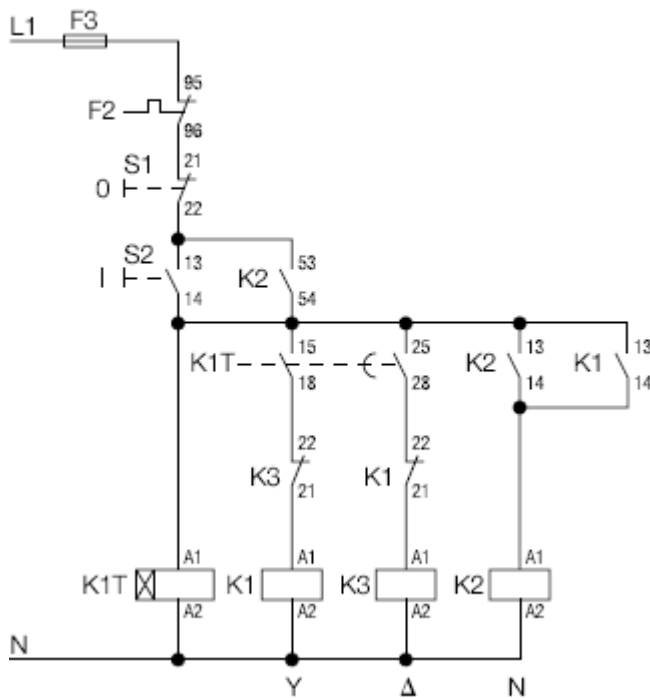 L1 F3
95
F2
96
S1 21
0
22
S2 13 K2 53
I
14 54
K1T 15 25 K2 13 K1 13
18 28 14 14
22 22
K3 K1
21 21
A1 A1 A1 A1
K1T K1 K3 K2
A2 A2 A2 A2
N
Y Δ N